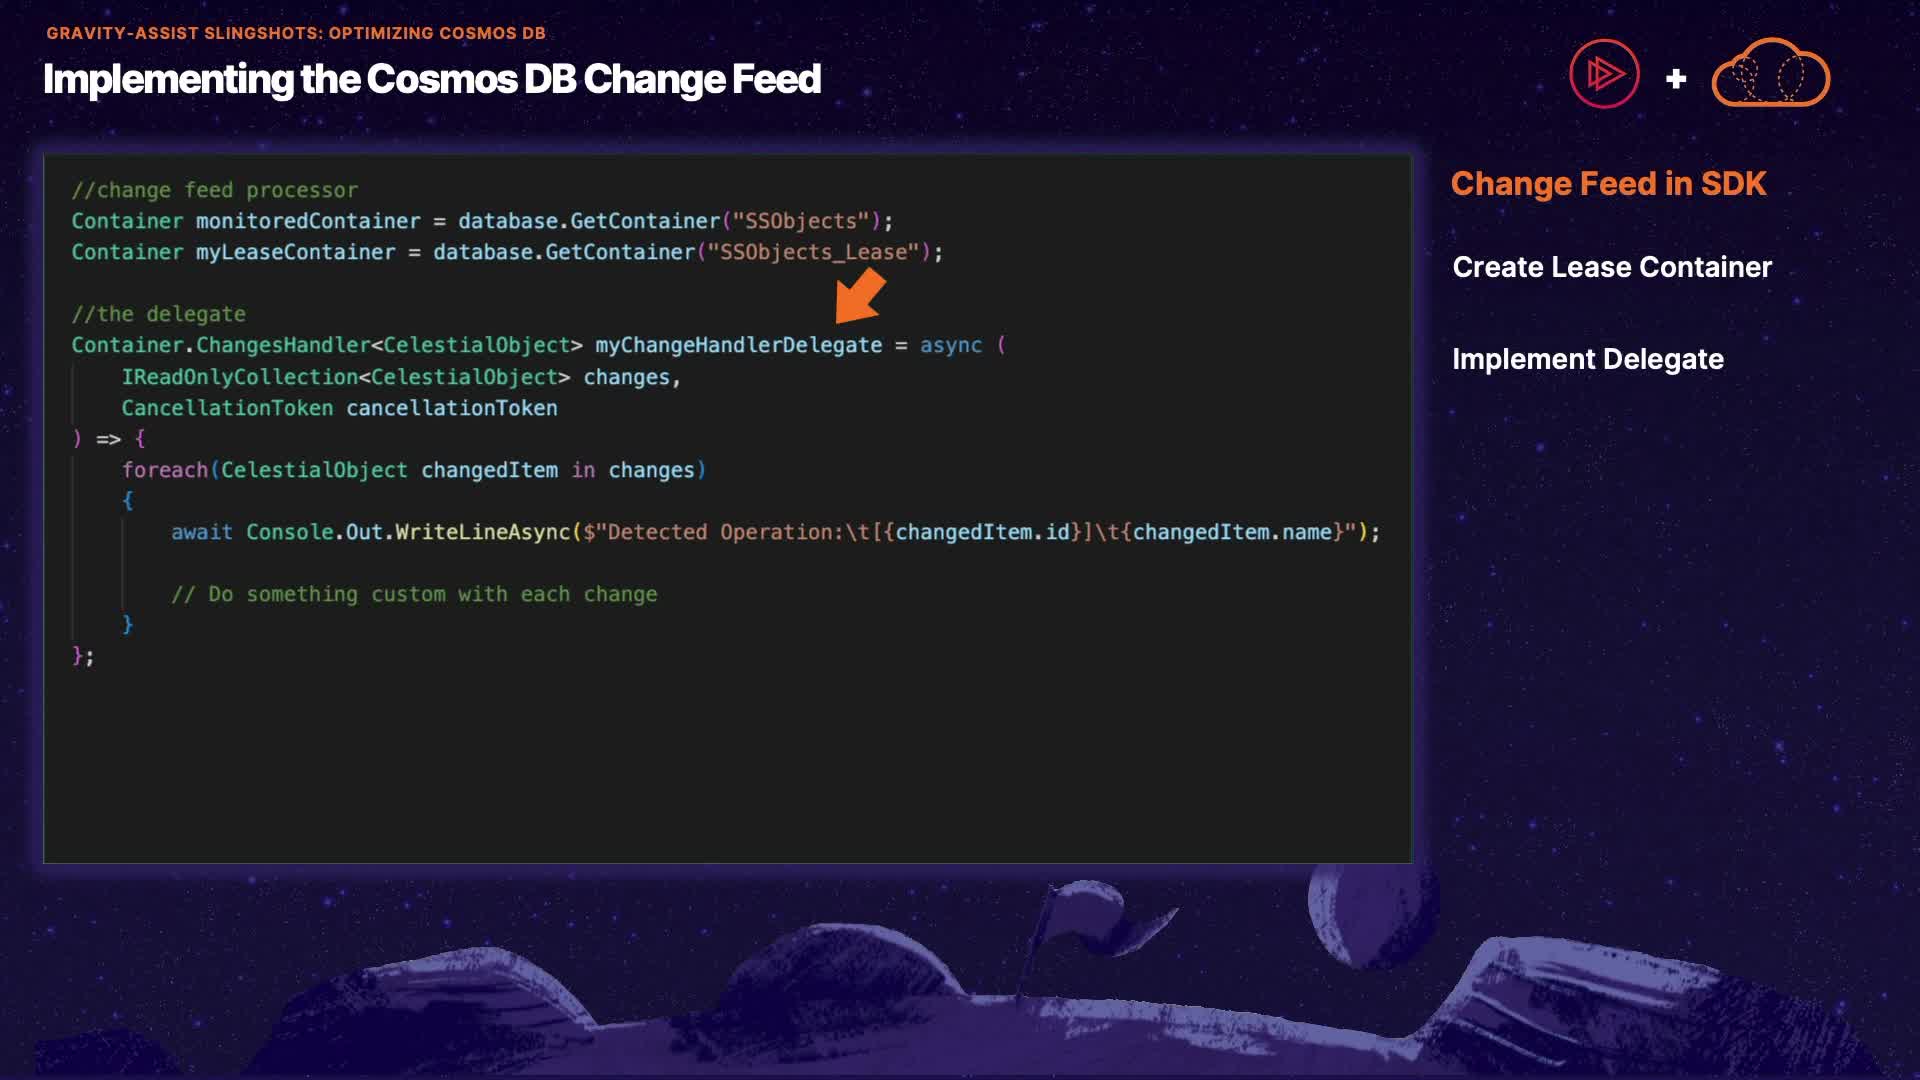 GRAVITY-ASSIST SLINGSHOTS: OPTIMIZING COSMOS DB
Implementing the Cosmos DB Change Feed
+
//change feed processor
Container monitoredContainer = database.GetContainer("SSObjects");
Container myLeaseContainer = database.GetContainer("SSObjects_Lease");
//the delegate
Container.ChangesHandler<CelestialObject> myChangeHandlerDelegate = async (
    IReadOnlyCollection<CelestialObject> changes,
    CancellationToken cancellationToken
) => {
    foreach(CelestialObject changedItem in changes)
    {
        await Console.Out.WriteLineAsync($"Detected Operation:\t[{changedItem.id}]\t{changedItem.name}");
        // Do something custom with each change
    }
};
Change Feed in SDK
Create Lease Container
Implement Delegate